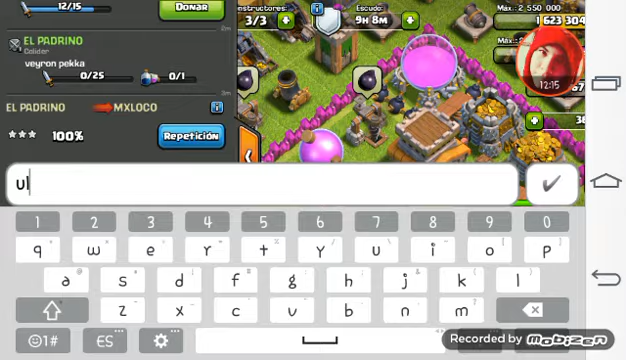 12/15
Donar
EL PADRINO
Colíder
veyron pekka
0/25
0/1
EL PADRINO
MXLOCO
100%
Repetición
3/3
Escudo:
9h 8m
Máx.: 2 550 000
1 623 304
12:15
ul
1 2 3 4 5 6 7 8 9 0
q w e r t y u i o p
a s d f g h j k l
z x c v b n m
☺1# ES
Recorded by Mobizen